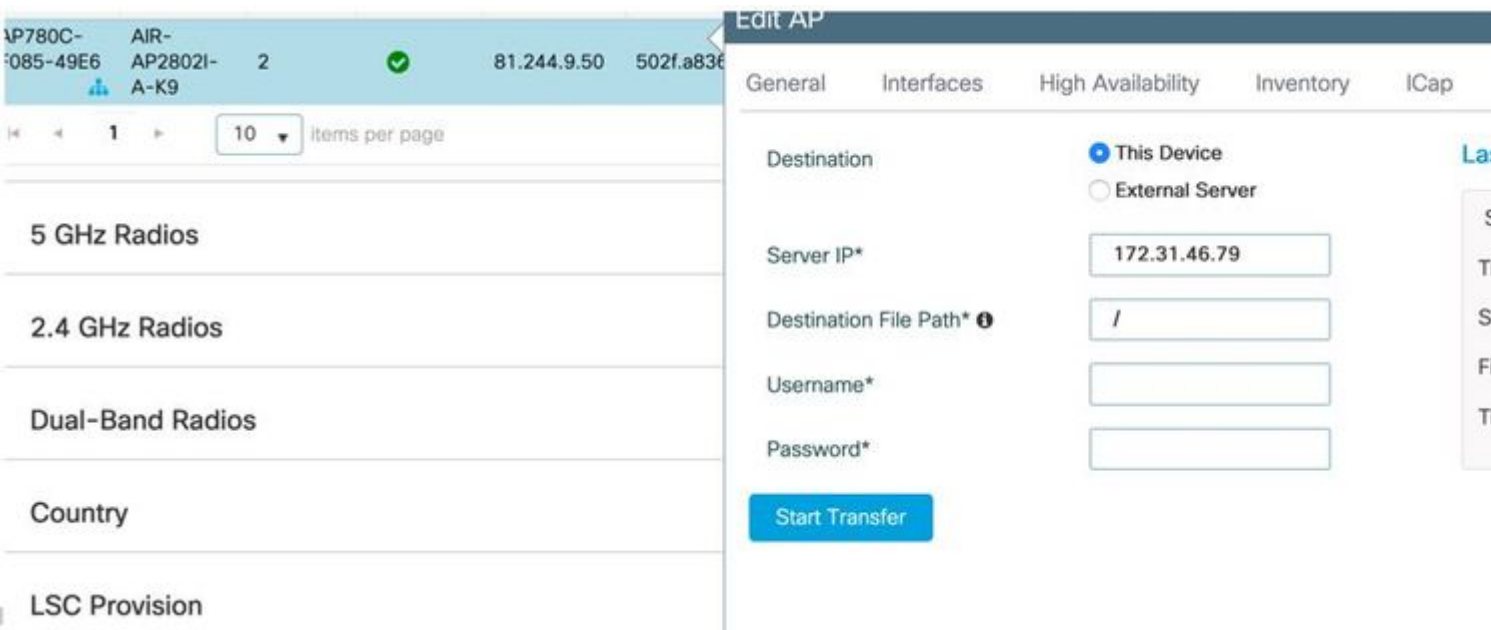 AP780C-
F085-49E6
AIR-
AP2802I-
A-K9
2
81.244.9.50
502f.a836
1
10
items per page
5 GHz Radios
2.4 GHz Radios
Dual-Band Radios
Country
LSC Provision
Edit AP
General Interfaces High Availability Inventory ICap
Destination
This Device
External Server
Server IP*
172.31.46.79
Destination File Path*
/
Username*
Password*
Start Transfer